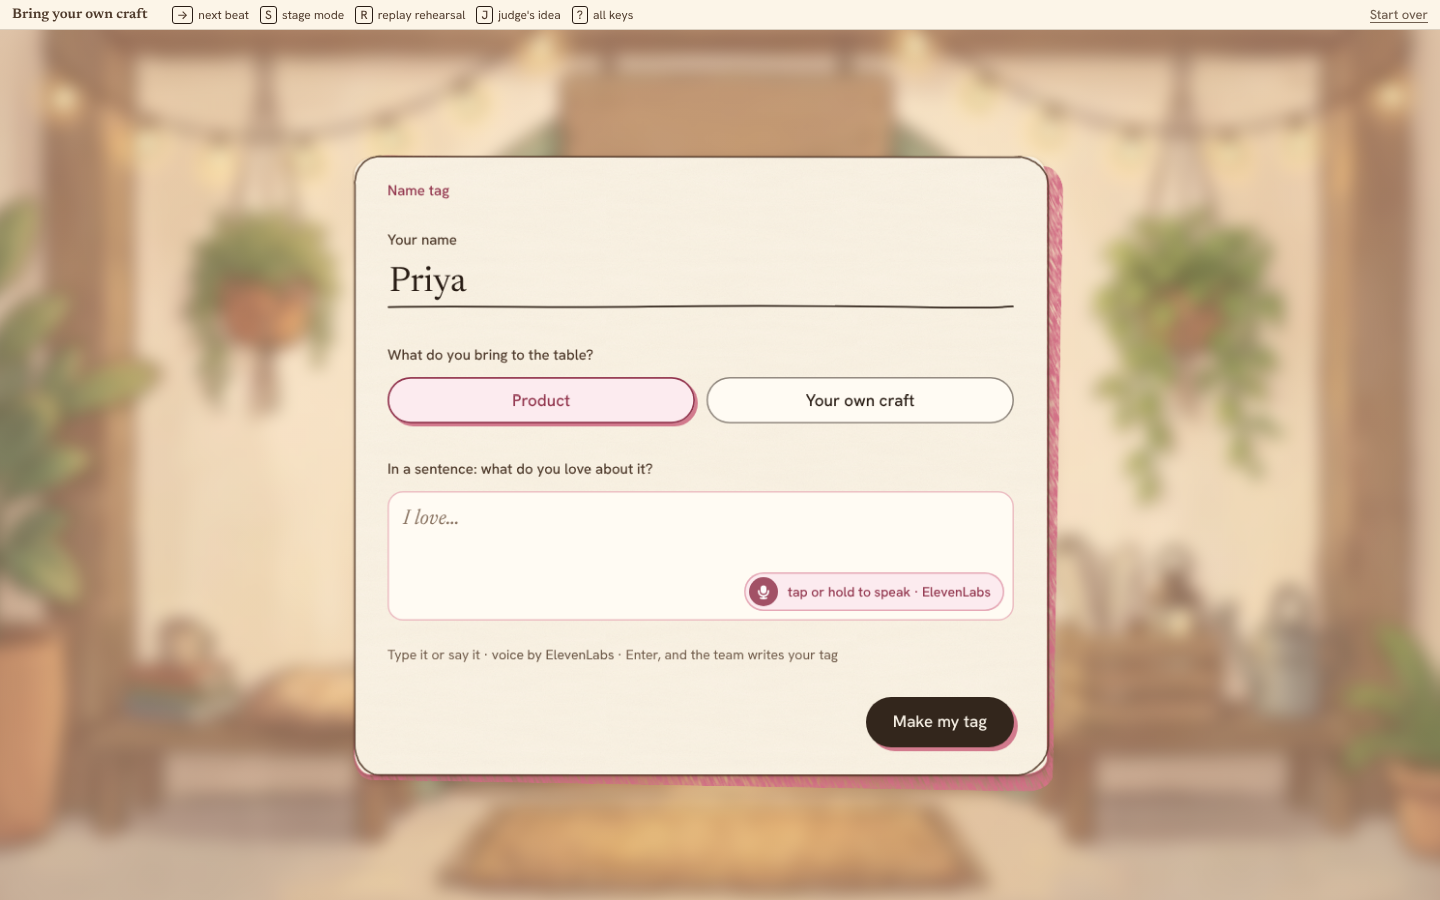 Bring your own craft → next beat S stage mode R replay rehearsal J judge's idea ? all keys Start over
Name tag
Your name
Priya
What do you bring to the table?
Product Your own craft
In a sentence: what do you love about it?
I love...
tap or hold to speak · ElevenLabs
Type it or say it · voice by ElevenLabs · Enter, and the team writes your tag
Make my tag